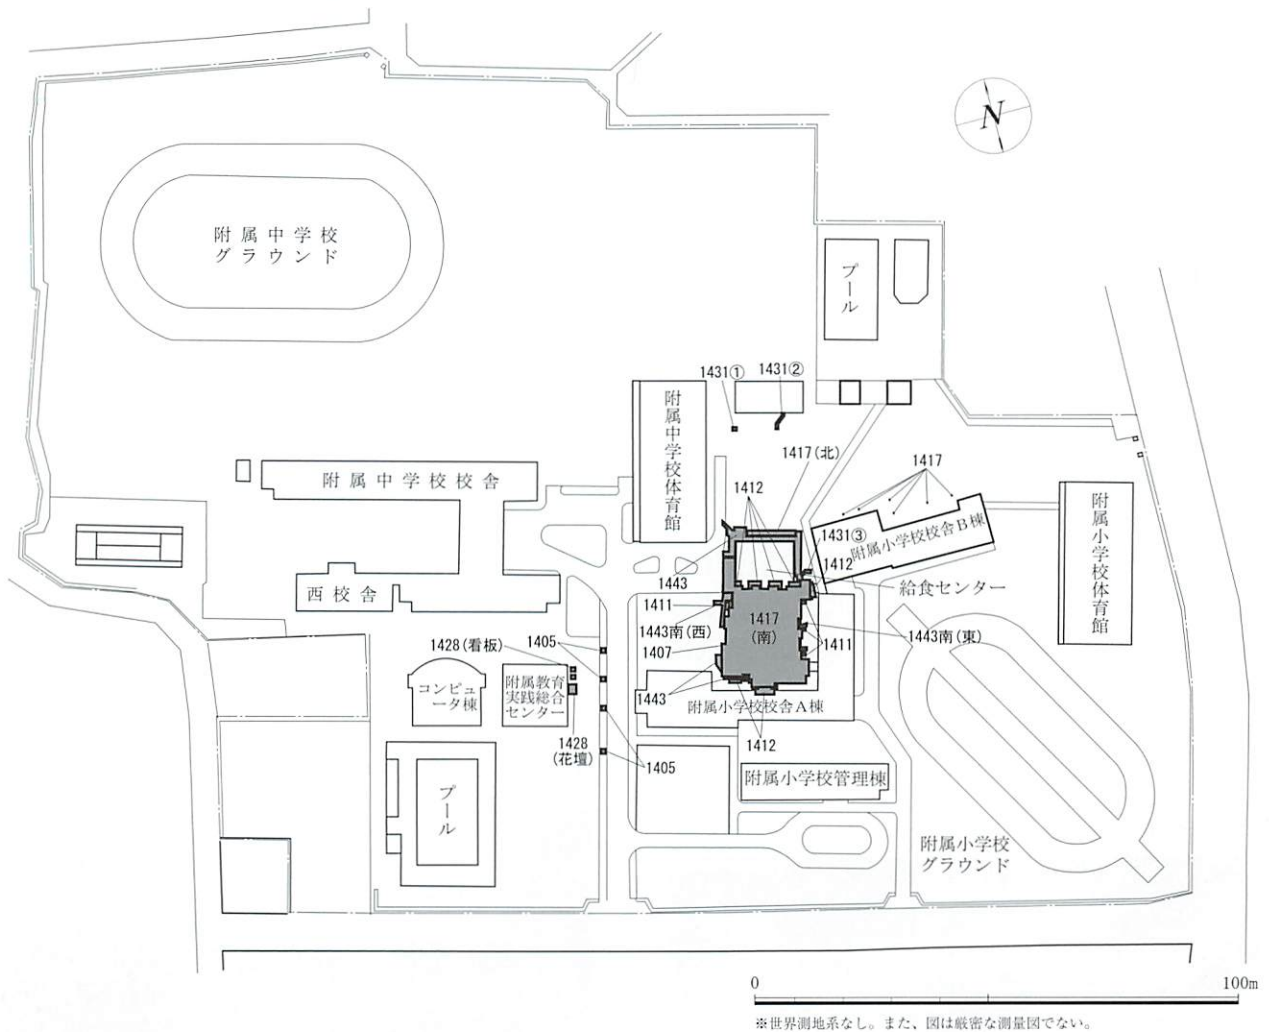 N
附属中学校
グラウンド
プール
1431①
1431②
附属中学校体育館
1417(北)
1417
1412
附属中学校校舎
附属小学校校舎B棟
附属小学校体育館
1431③
1412
1443
給食センター
西校舎
1411
1443南(西)
1417
(南)
1411
1443南(東)
1407
1428(看板)
1405
コンピュ
ータ棟
附属教育
実践総合
センター
1443
附属小学校校舎A棟
1412
1428
(花壇)
1405
附属小学校管理棟
プール
附属小学校
グラウンド
0
100m
※世界測地系なし。また、図は厳密な測量図でない。